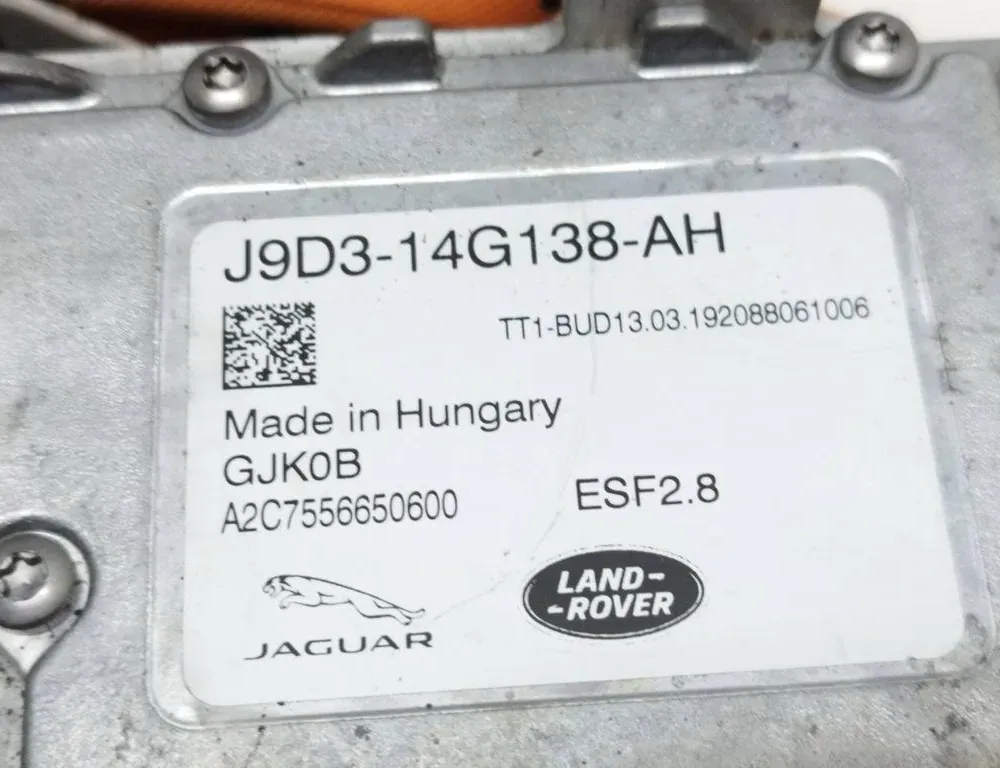 J9D3-14G138-AH
TT1-BUD13.03.192088061006
Made in Hungary
GJK0B
A2C7556650600
ESF2.8
JAGUAR
LAND-
-ROVER